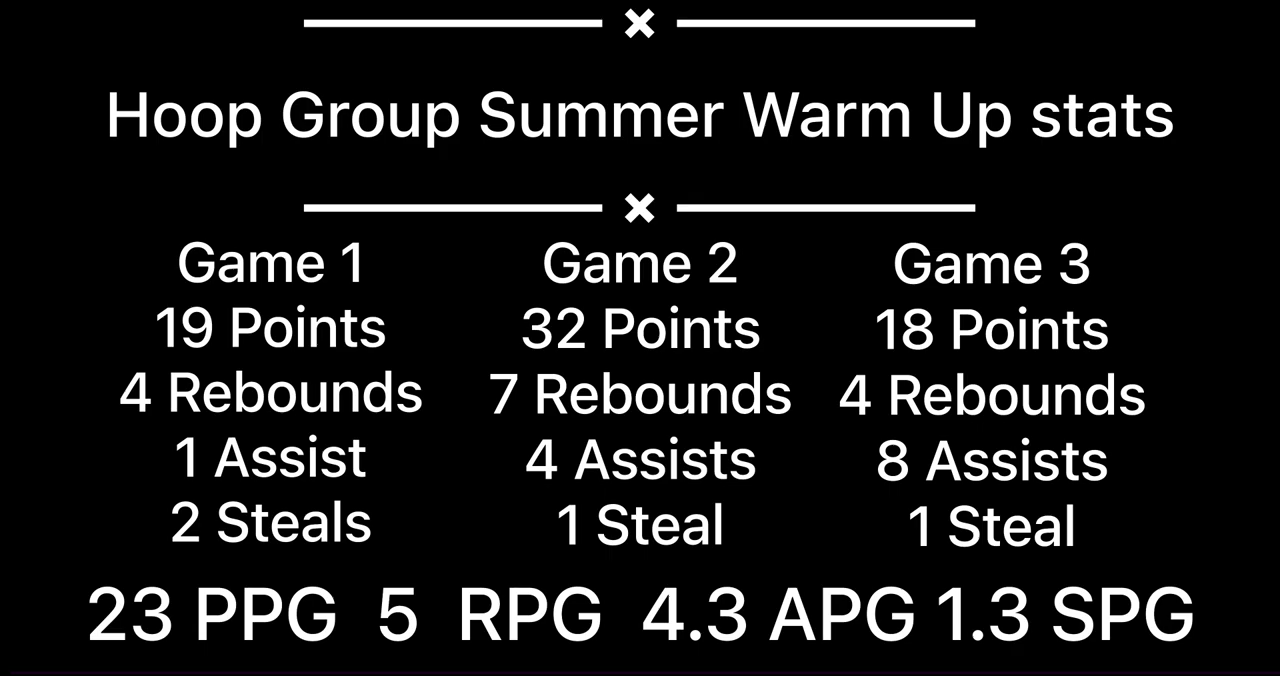 Hoop Group Summer Warm Up stats
Game 1
19 Points
4 Rebounds
1 Assist
2 Steals
Game 2
32 Points
7 Rebounds
4 Assists
1 Steal
Game 3
18 Points
4 Rebounds
8 Assists
1 Steal
23 PPG 5 RPG 4.3 APG 1.3 SPG